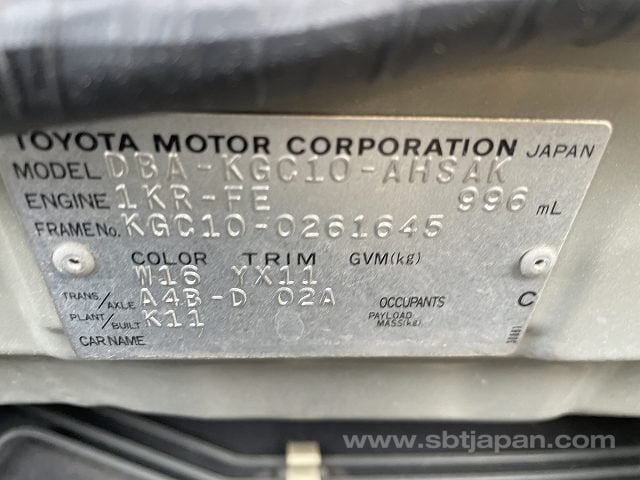 TOYOTA MOTOR CORPORATION JAPAN
MODEL DBA-KGC10-AHSAK
ENGINE 1KR-FE 996 mL
FRAME No. KGC10-0261645
COLOR TRIM GVM(kg)
W16 YX11
TRANS/AXLE A4B-D 02A OCCUPANTS C
PLANT/BUILT K11 PAYLOAD MASS(kg)
CAR NAME
www.sbtjapan.com